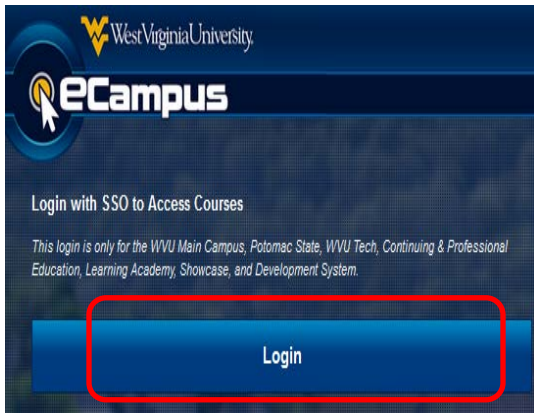 WestVirginiaUniversity.
eCampus
Login with SSO to Access Courses
This login is only for the WVU Main Campus, Potomac State, WVU Tech, Continuing & Professional
Education, Learning Academy, Showcase, and Development System.
Login